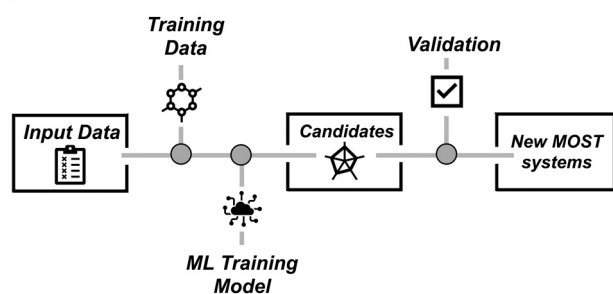 Training
Data
Validation
Input Data
Candidates
New MOST
systems
ML Training
Model